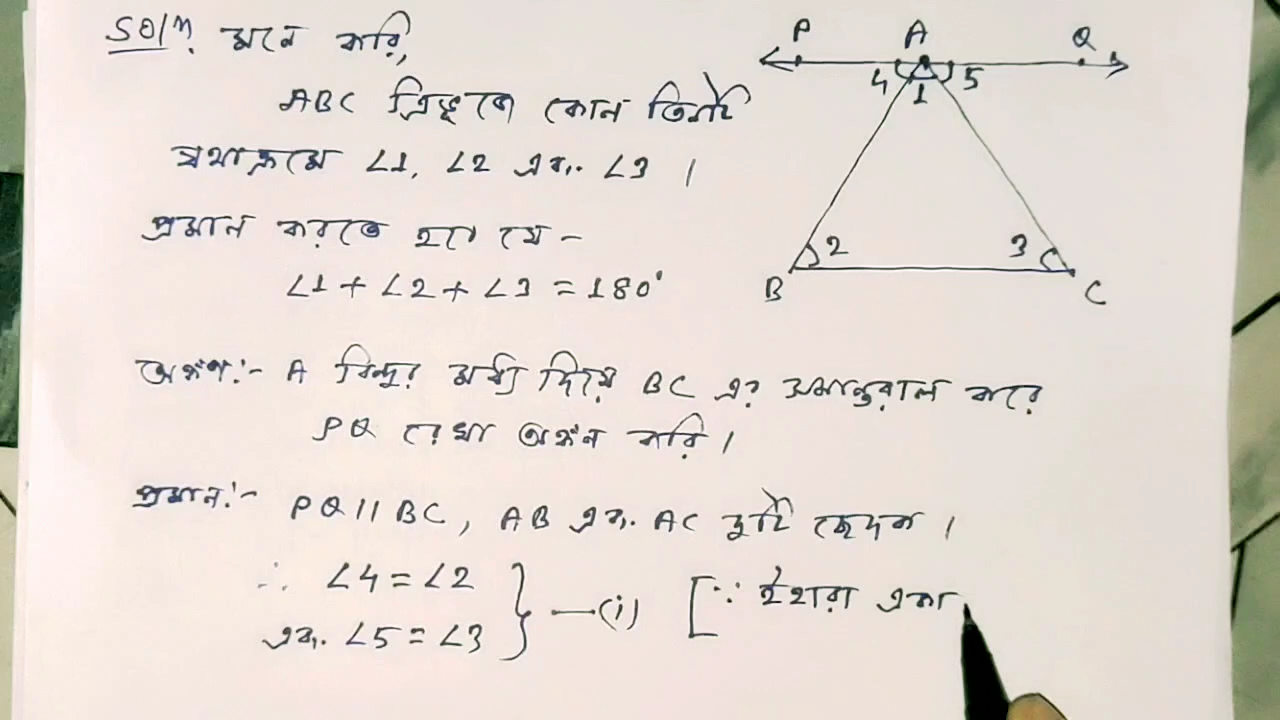 Soln. মনে করি,
ABC ত্রিভূজে কোন তিনটি
যথাক্রমে ∠1, ∠2 এবং ∠3 ।
প্রমান করতে হবে যে –
∠1 + ∠2 + ∠3 = 180°
অঙ্কণ:- A বিন্দুর মধ্য দিয়ে BC এর সমান্তরাল করে
PQ রেখা অঙ্কন করি ।
প্রমান:- PQ || BC, AB এবং AC দুটি ছেদক ।
∴ ∠4 = ∠2
এবং ∠5 = ∠3 } —(i) [∵ ইহারা একা
P A Q
4 1 5
2 3
B C